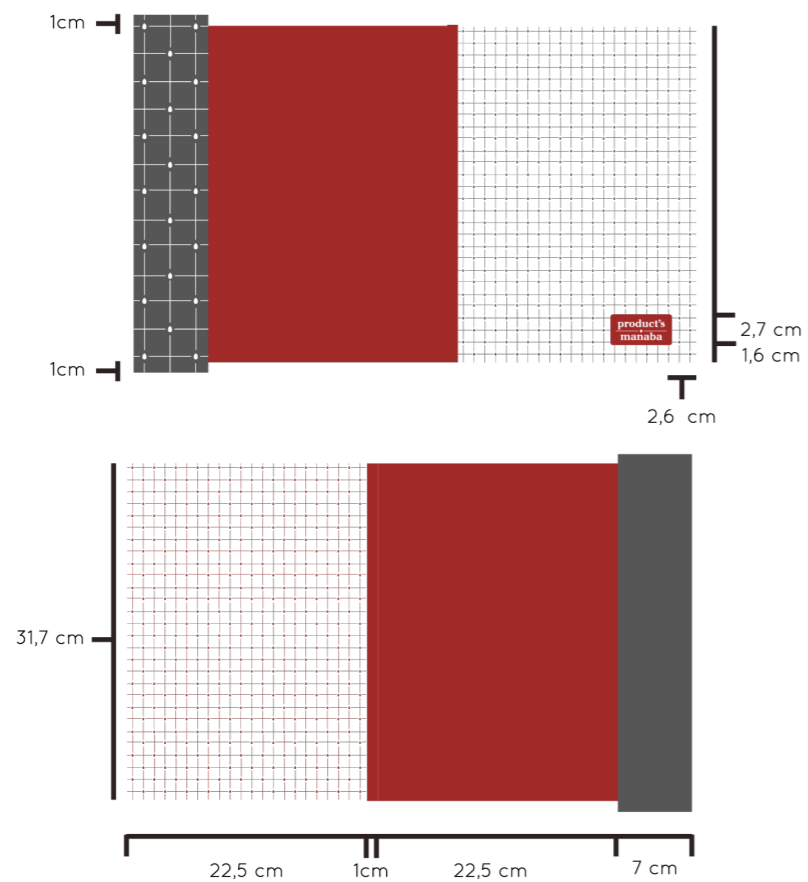 1cm
product's
manaba
1cm
2,7 cm
1,6 cm
2,6 cm
31,7 cm
22,5 cm
1cm
22,5 cm
7 cm